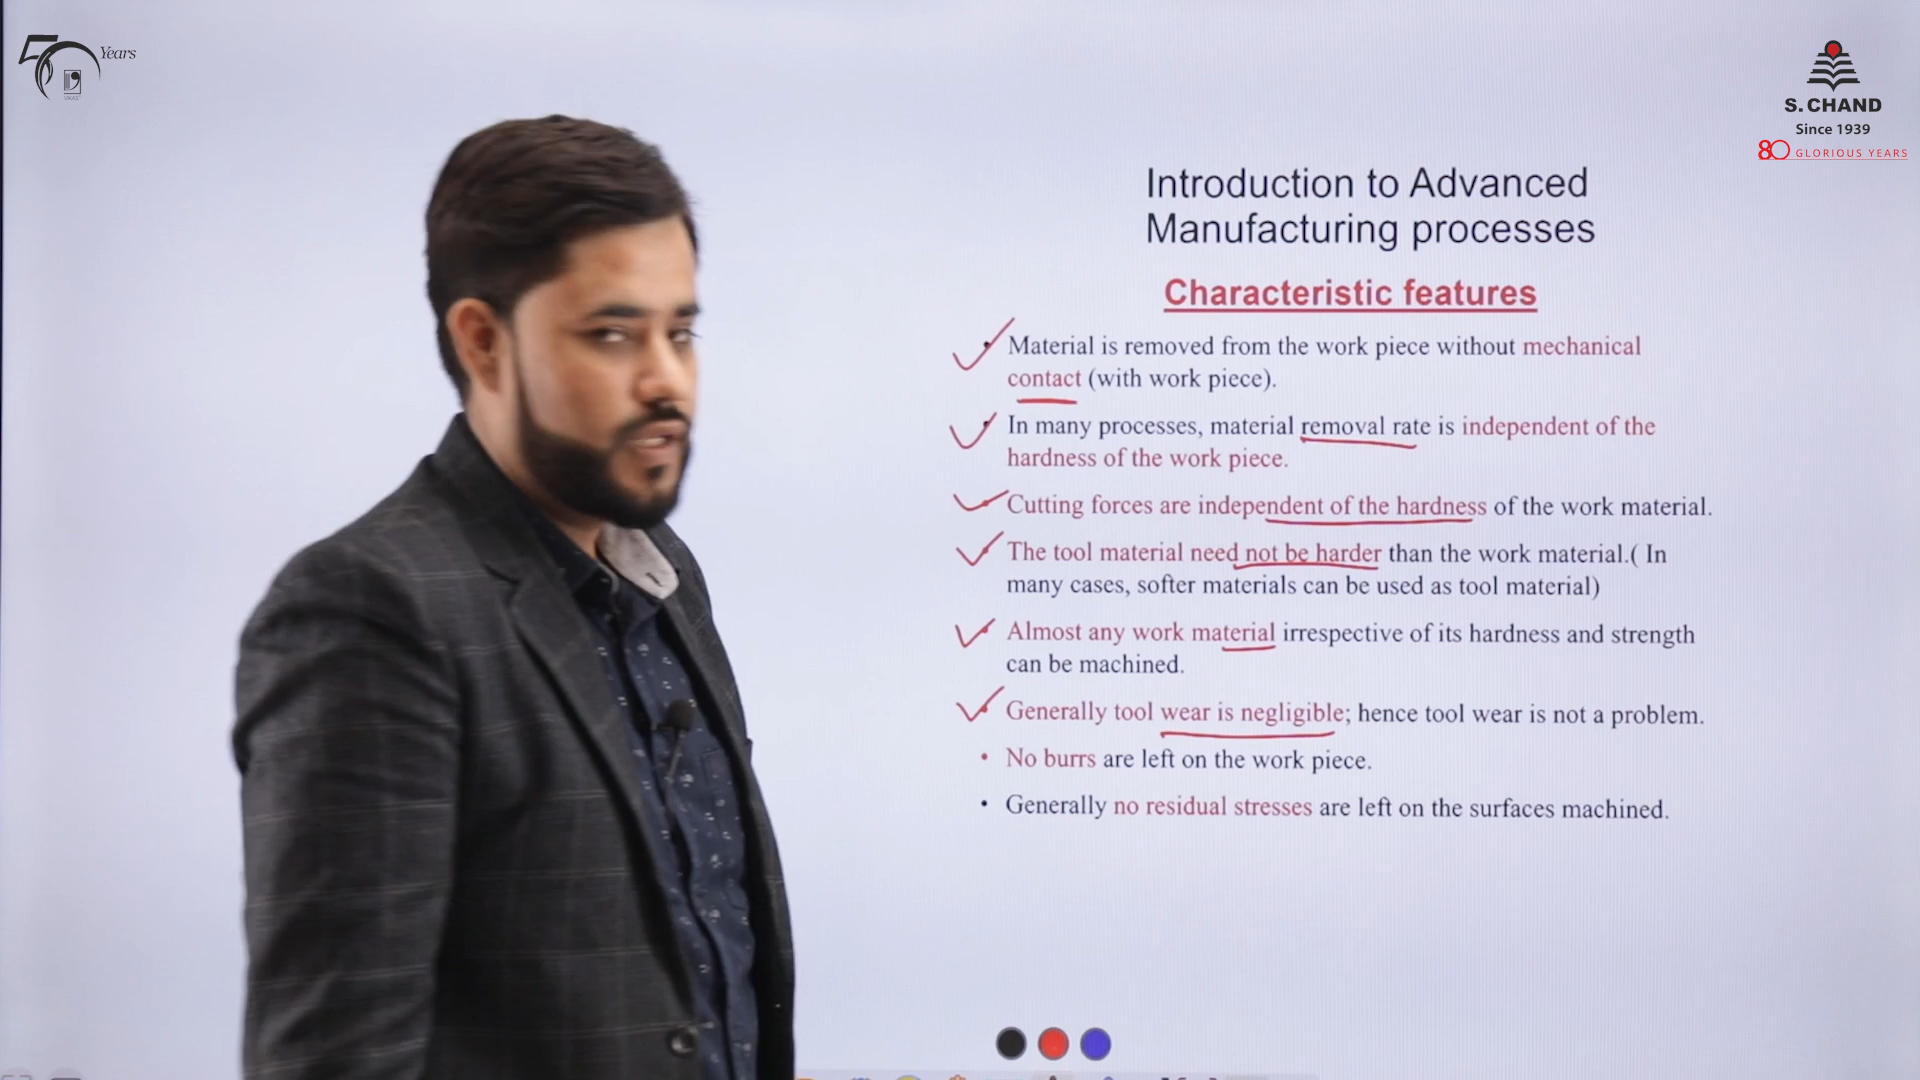 50 Years
VIKAS
S. CHAND
Since 1939
80 GLORIOUS YEARS
Introduction to Advanced
Manufacturing processes
Characteristic features
Material is removed from the work piece without mechanical
contact (with work piece).
In many processes, material removal rate is independent of the
hardness of the work piece.
Cutting forces are independent of the hardness of the work material.
The tool material need not be harder than the work material.( In
many cases, softer materials can be used as tool material)
Almost any work material irrespective of its hardness and strength
can be machined.
Generally tool wear is negligible; hence tool wear is not a problem.
• No burrs are left on the work piece.
• Generally no residual stresses are left on the surfaces machined.